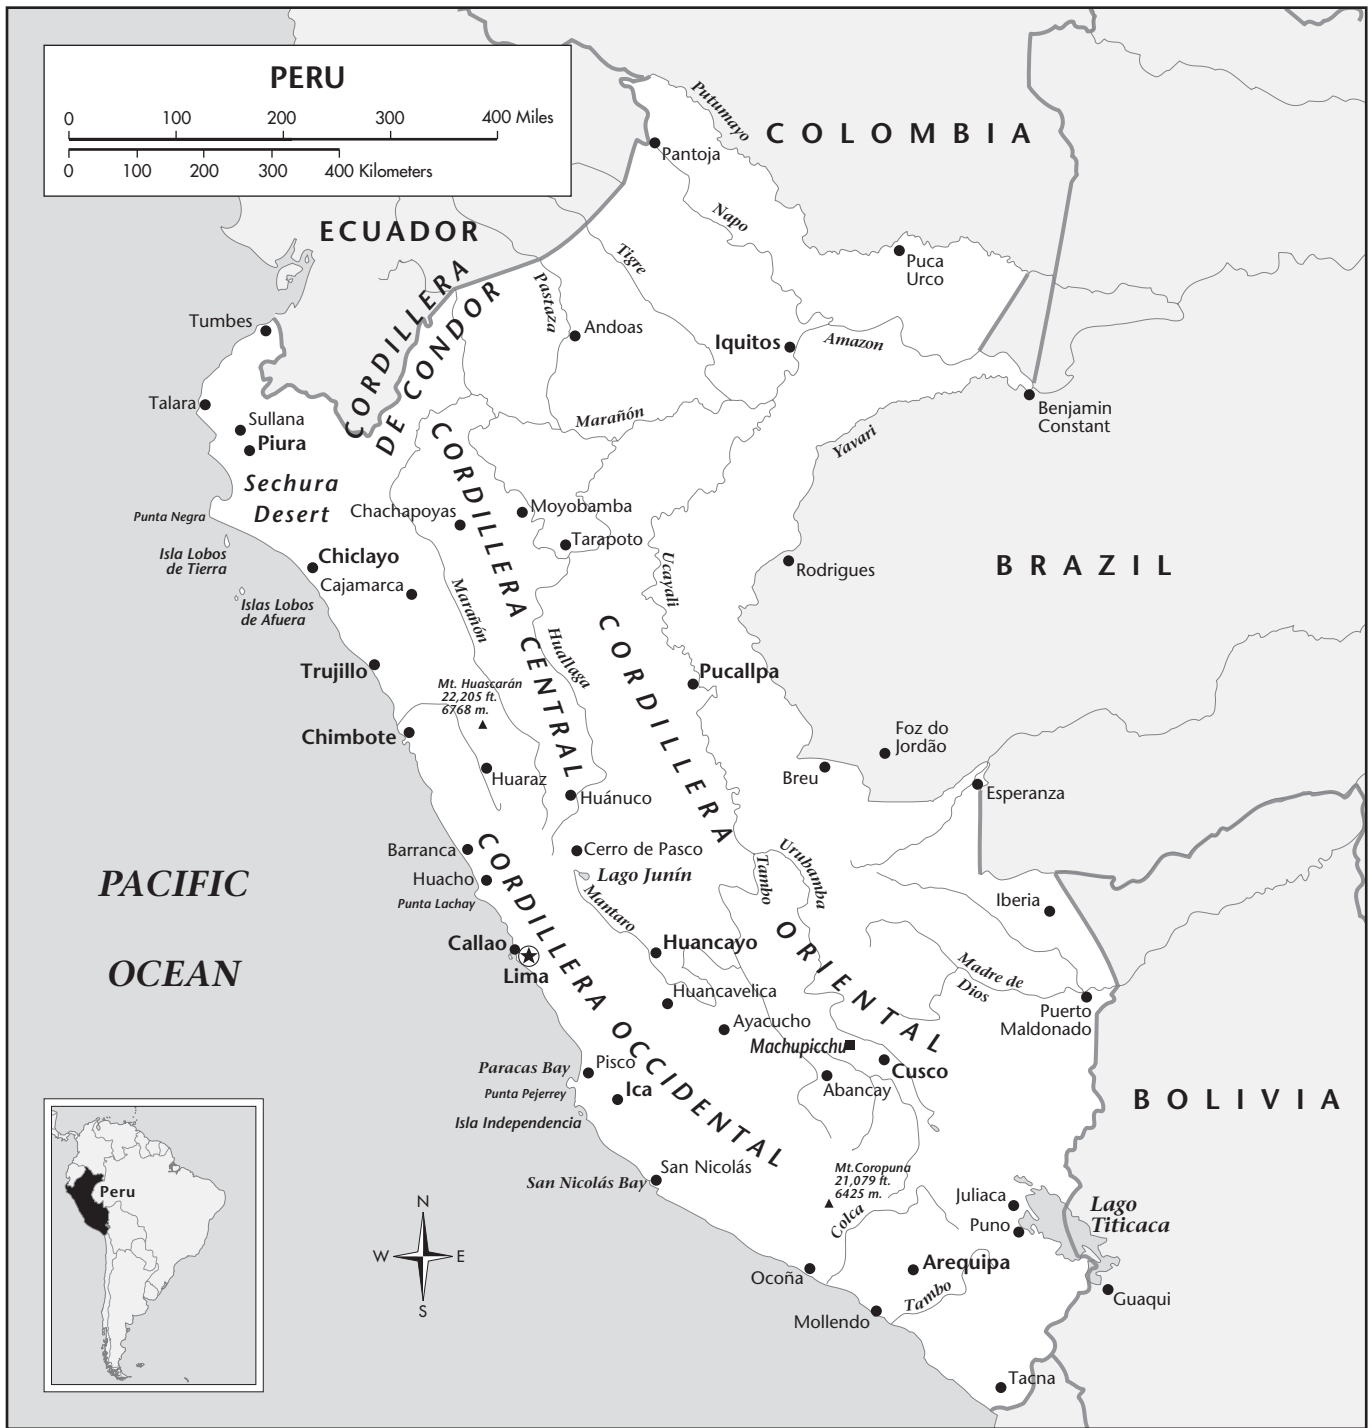 PERU
0 100 200 300 400 Miles
0 100 200 300 400 Kilometers
COLOMBIA
ECUADOR
BRAZIL
BOLIVIA
PACIFIC
OCEAN
Putumayo
Pantoja
Napo
Tigre
Pastaza
Puca
Urco
CORDILLERA
DE CONDOR
Tumbes
Andoas
Iquitos
Amazon
Talara
Sullana
Piura
Marañón
Benjamin
Constant
Yavari
Sechura
Desert
Punta Negra
Chachapoyas
Moyobamba
Tarapoto
Isla Lobos
de Tierra
Chiclayo
Cajamarca
Islas Lobos
de Afuera
CORDILLERA CENTRAL
Marañón
Huallaga
Ucayali
Rodrigues
CORDILLERA
ORIENTAL
Trujillo
Mt. Huascarán
22,205 ft.
6768 m.
Pucallpa
Chimbote
Huaraz
Huánuco
Foz do
Jordão
Breu
Esperanza
Barranca
Cerro de Pasco
Huacho
Lago Junín
Punta Lachay
Mantaro
Tambo
Urubamba
Iberia
CORDILLERA OCCIDENTAL
Callao
Lima
Huancayo
Huancavelica
Ayacucho
Madre de
Dios
Puerto
Maldonado
Machupicchu
Cusco
Abancay
Paracas Bay
Pisco
Punta Pejerrey
Ica
Isla Independencia
San Nicolás
San Nicolás Bay
Mt.Coropuna
21,079 ft.
6425 m.
Colca
Juliaca
Puno
Lago
Titicaca
Ocoña
Arequipa
Tambo
Mollendo
Guaqui
Tacna
N
W E
S
Peru